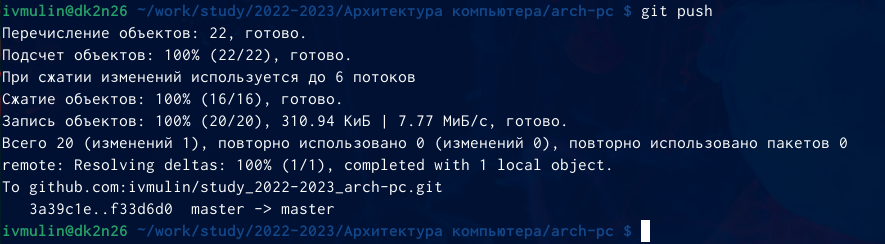 ivmulin@dk2n26 ~/work/study/2022-2023/Архитектура компьютера/arch-pc $ git push
Перечисление объектов: 22, готово.
Подсчет объектов: 100% (22/22), готово.
При сжатии изменений используется до 6 потоков
Сжатие объектов: 100% (16/16), готово.
Запись объектов: 100% (20/20), 310.94 КиБ | 7.77 МиБ/с, готово.
Всего 20 (изменений 1), повторно использовано 0 (изменений 0), повторно использовано пакетов 0
remote: Resolving deltas: 100% (1/1), completed with 1 local object.
To github.com:ivmulin/study_2022-2023_arch-pc.git
   3a39c1e..f33d6d0  master -> master
ivmulin@dk2n26 ~/work/study/2022-2023/Архитектура компьютера/arch-pc $